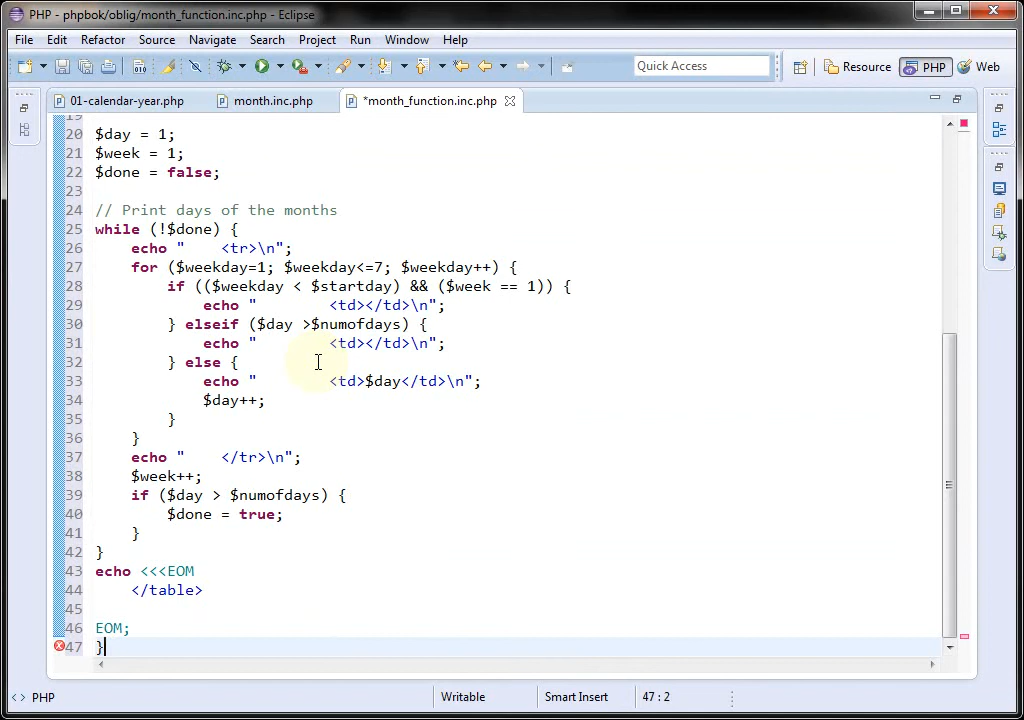 PHP - phpbok/oblig/month_function.inc.php - Eclipse
File Edit Refactor Source Navigate Search Project Run Window Help
Quick Access
Resource
PHP
Web
01-calendar-year.php
month.inc.php
*month_function.inc.php
19
20 $day = 1;
21 $week = 1;
22 $done = false;
23
24 // Print days of the months
25 while (!$done) {
26     echo "    <tr>\n";
27     for ($weekday=1; $weekday<=7; $weekday++) {
28         if (($weekday < $startday) && ($week == 1)) {
29             echo "        <td></td>\n";
30         } elseif ($day >$numofdays) {
31             echo "        <td></td>\n";
32         } else {
33             echo "        <td>$day</td>\n";
34             $day++;
35         }
36     }
37     echo "    </tr>\n";
38     $week++;
39     if ($day > $numofdays) {
40         $done = true;
41     }
42 }
43 echo <<<EOM
44     </table>
45
46 EOM;
47 }
PHP
Writable
Smart Insert
47 : 2